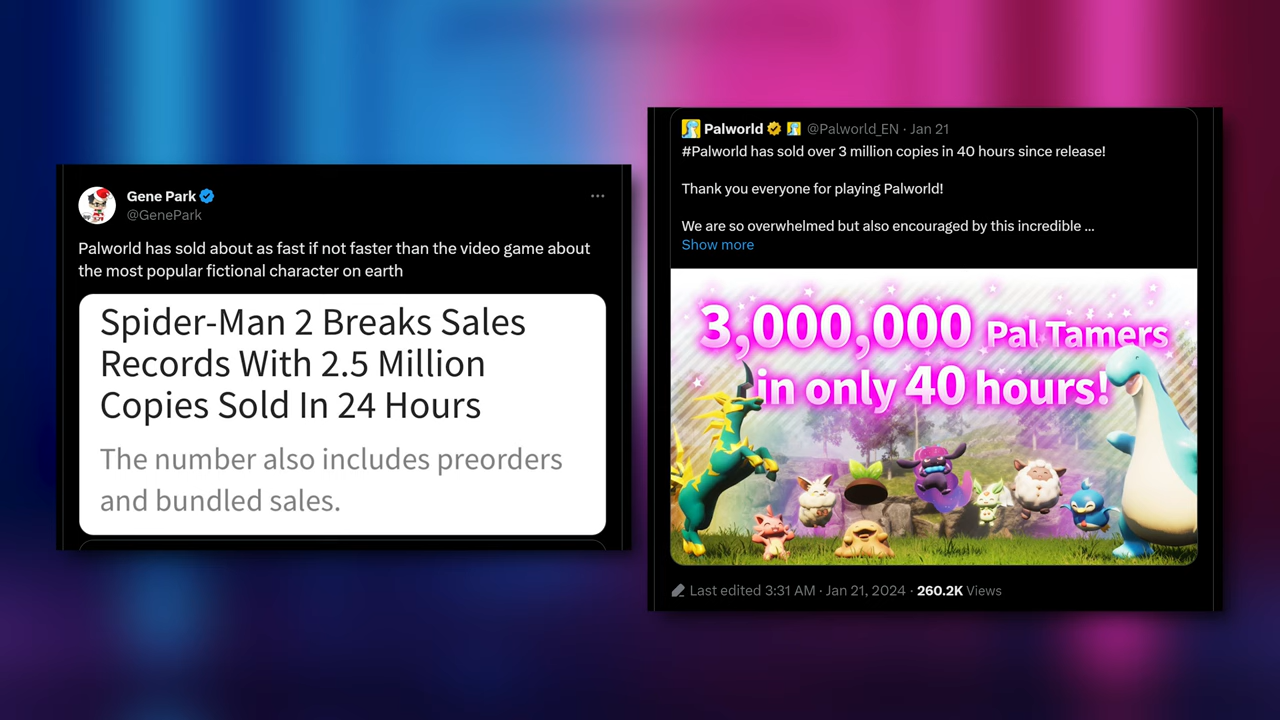 Gene Park
@GenePark
Palworld has sold about as fast if not faster than the video game about
the most popular fictional character on earth
Spider-Man 2 Breaks Sales
Records With 2.5 Million
Copies Sold In 24 Hours
The number also includes preorders
and bundled sales.
Palworld @Palworld_EN · Jan 21
#Palworld has sold over 3 million copies in 40 hours since release!
Thank you everyone for playing Palworld!
We are so overwhelmed but also encouraged by this incredible ...
Show more
3,000,000 Pal Tamers
in only 40 hours!
Last edited 3:31 AM · Jan 21, 2024 · 260.2K Views